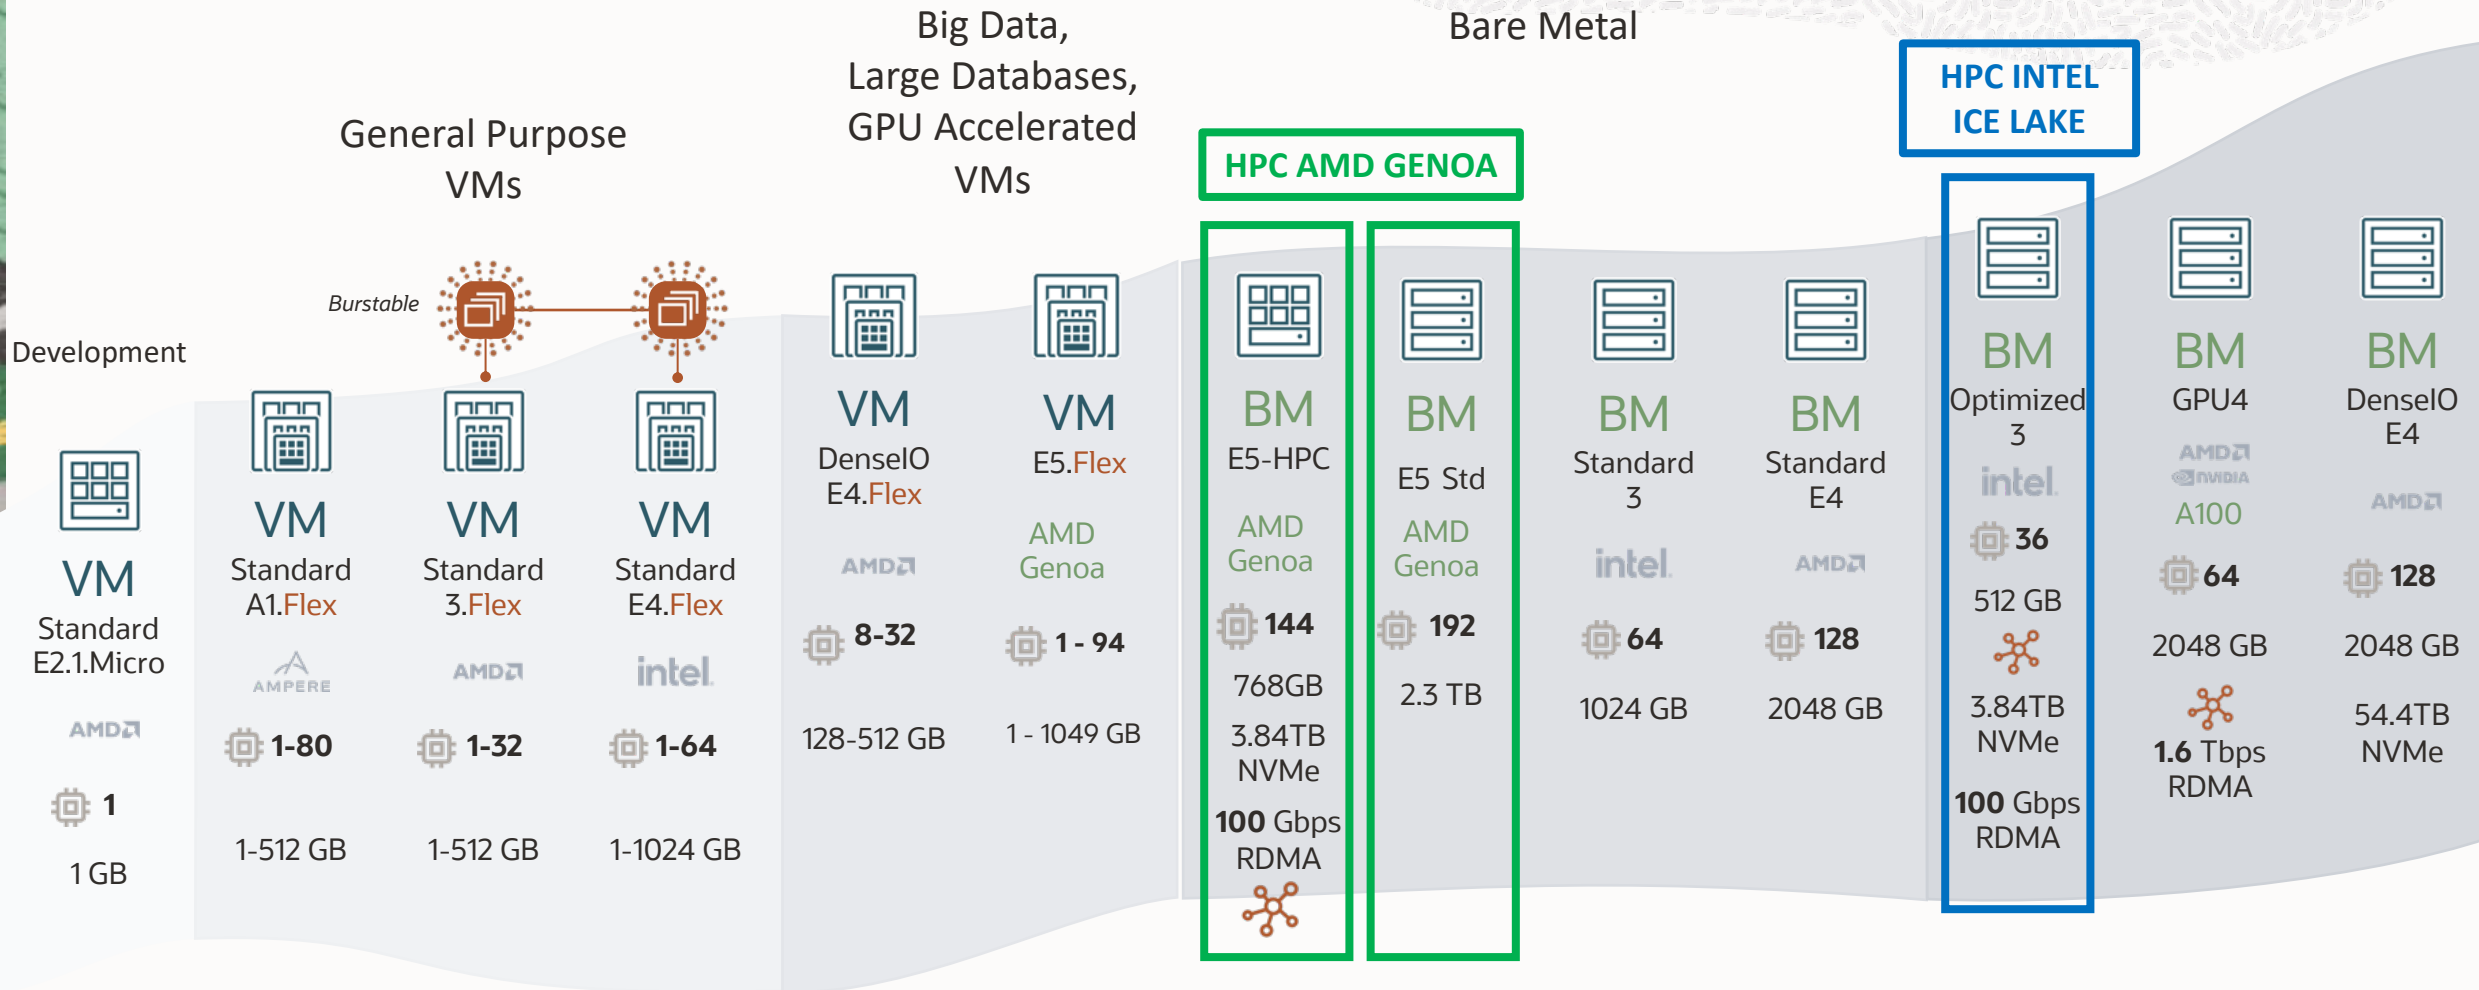 Big Data,
Large Databases,
GPU Accelerated
VMs
Bare Metal
General Purpose
VMs
HPC AMD GENOA
HPC INTEL
ICE LAKE
Burstable
Development
VM
Standard
E2.1.Micro
AMD
1
1 GB
VM
Standard
A1.Flex
AMPERE
1-80
1-512 GB
VM
Standard
3.Flex
AMD
1-32
1-512 GB
VM
Standard
E4.Flex
intel.
1-64
1-1024 GB
VM
DenseIO
E4.Flex
AMD
8-32
128-512 GB
VM
E5.Flex
AMD
Genoa
1 - 94
1 - 1049 GB
BM
E5-HPC
AMD
Genoa
144
768GB
3.84TB
NVMe
100 Gbps
RDMA
BM
E5 Std
AMD
Genoa
192
2.3 TB
BM
Standard
3
intel.
64
1024 GB
BM
Standard
E4
AMD
128
2048 GB
BM
Optimized
3
intel.
36
512 GB
3.84TB
NVMe
100 Gbps
RDMA
BM
GPU4
AMD
NVIDIA
A100
64
2048 GB
1.6 Tbps
RDMA
BM
DenseIO
E4
AMD
128
2048 GB
54.4TB
NVMe